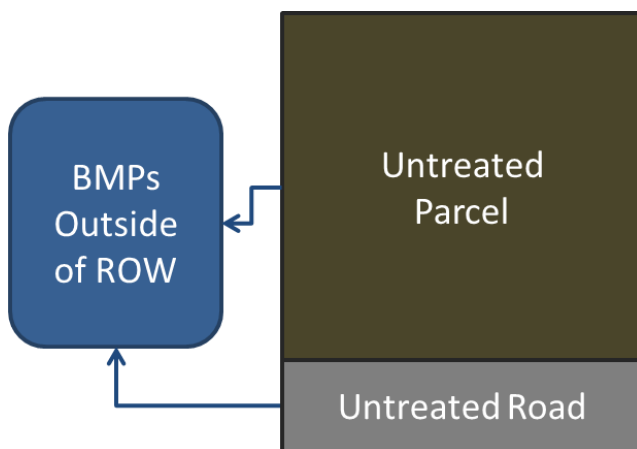 BMPs
Outside
of ROW
Untreated
Parcel
Untreated Road